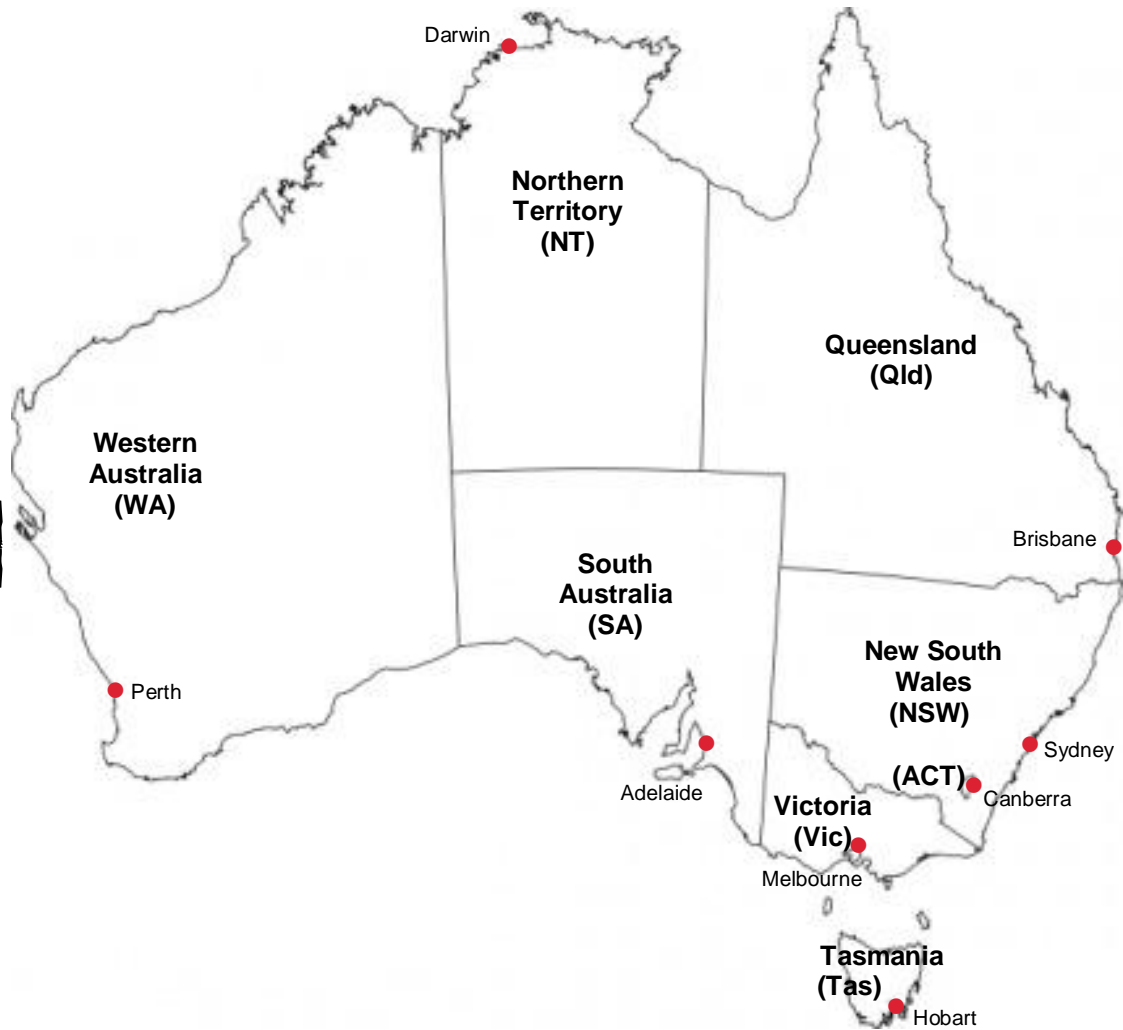 Darwin
Northern
Territory
(NT)
Queensland
(Qld)
Western
Australia
(WA)
Brisbane
South
Australia
(SA)
New South
Wales
(NSW)
Perth
Sydney
(ACT)
Canberra
Adelaide
Victoria
(Vic)
Melbourne
Tasmania
(Tas)
Hobart